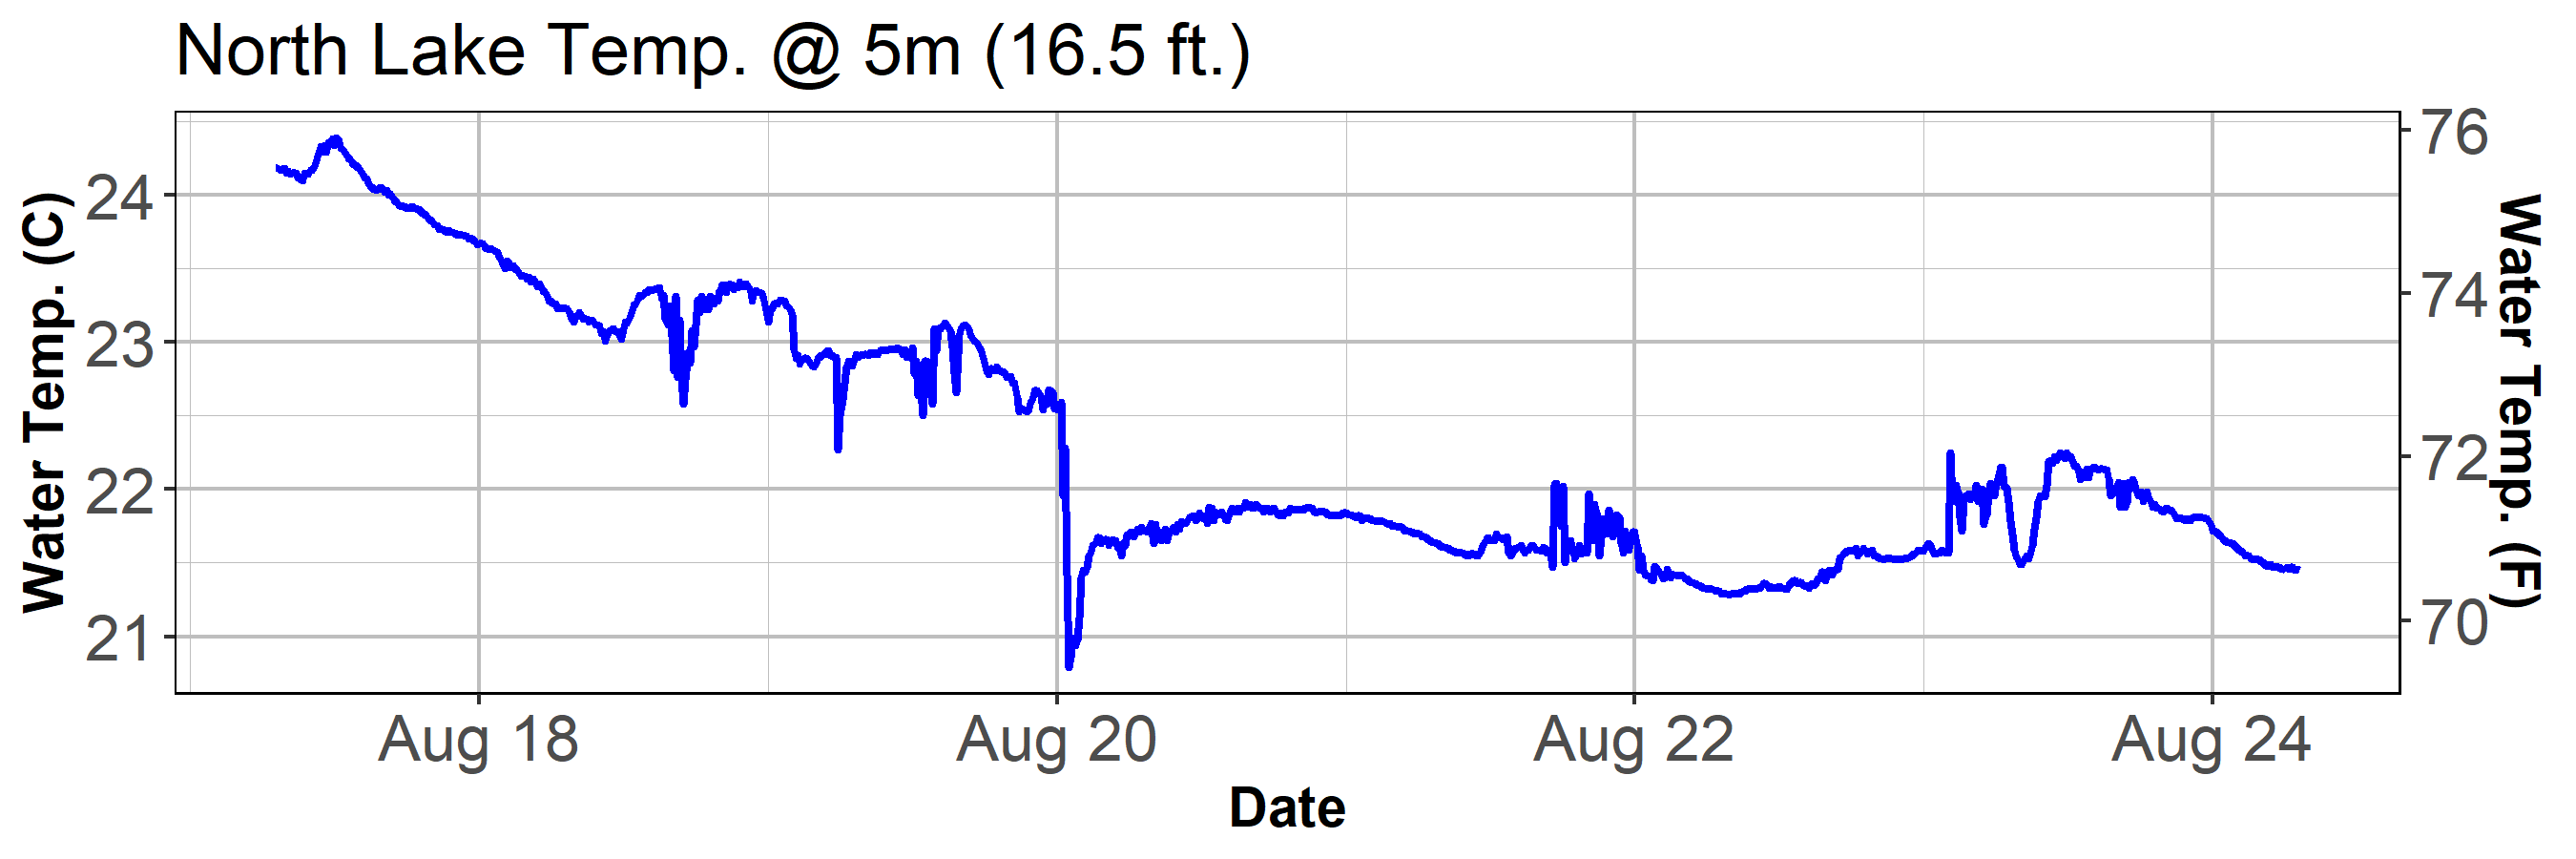 North Lake Temp. @ 5m (16.5 ft.)
Water Temp. (C)
24
23
22
21
76
74
72
70
Water Temp. (F)
Aug 18
Aug 20
Aug 22
Aug 24
Date